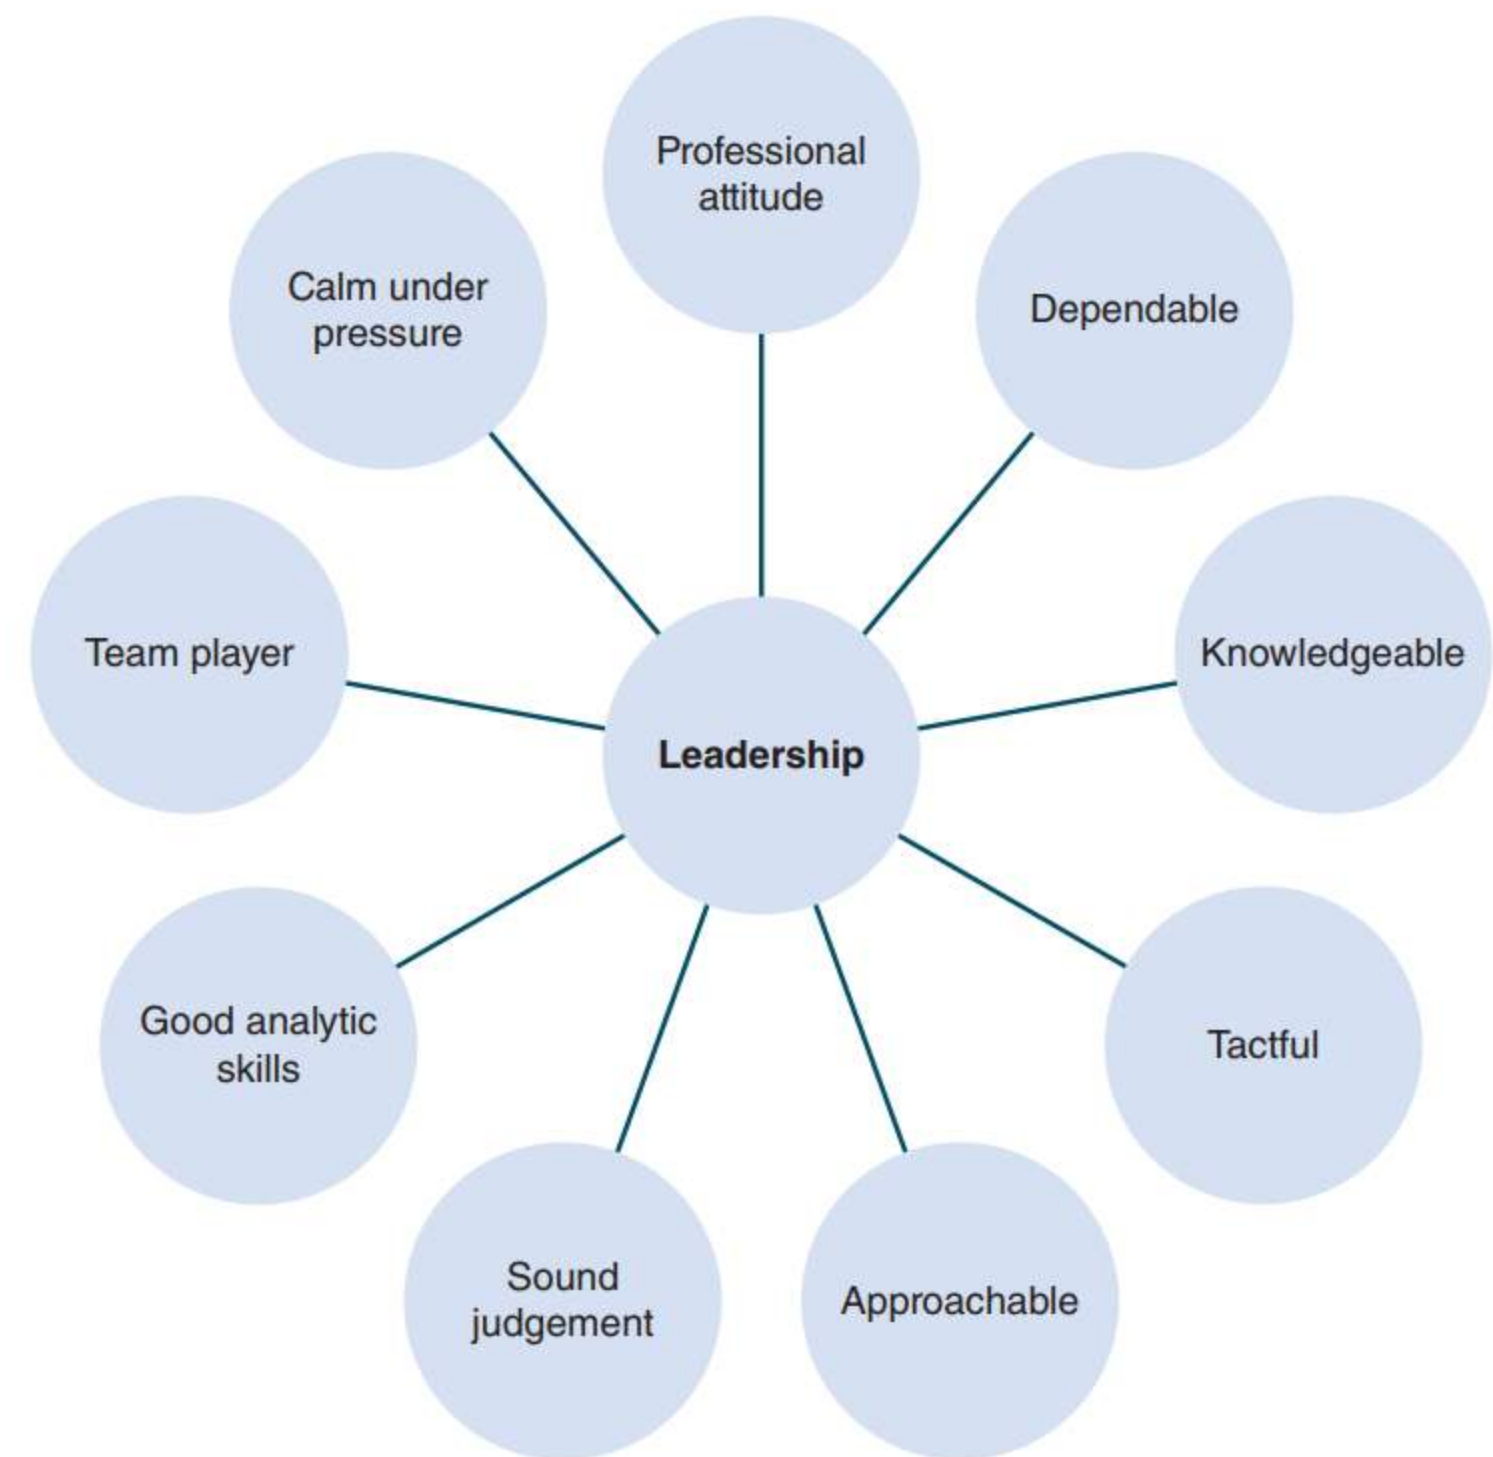 Professional
attitude
Dependable
Knowledgeable
Tactful
Approachable
Sound
judgement
Good analytic
skills
Team player
Calm under
pressure
Leadership